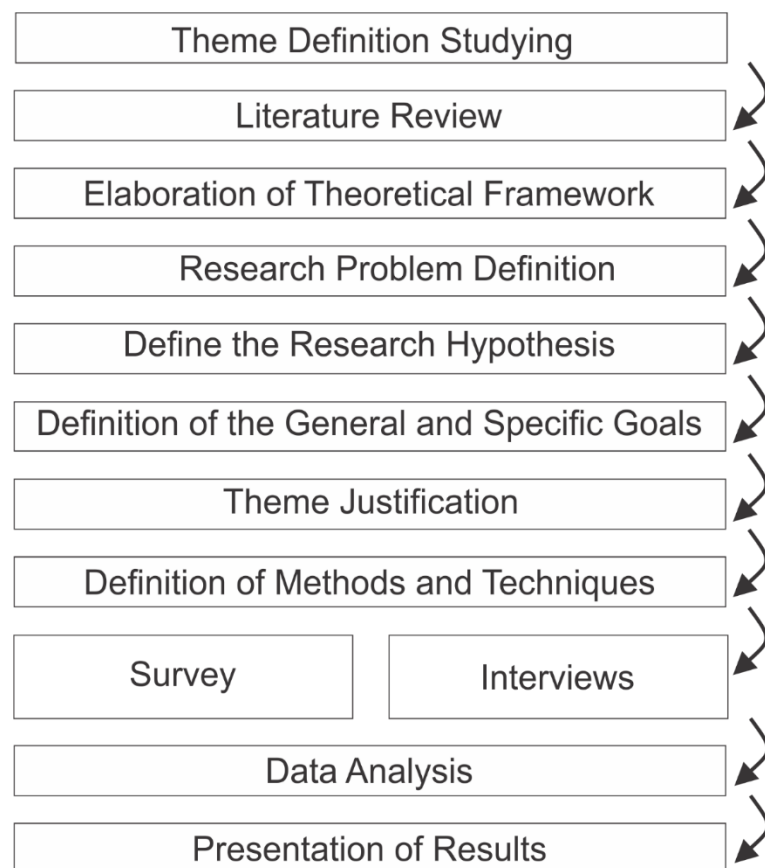 Theme Definition Studying
Literature Review
Elaboration of Theoretical Framework
Research Problem Definition
Define the Research Hypothesis
Definition of the General and Specific Goals
Theme Justification
Definition of Methods and Techniques
Survey
Interviews
Data Analysis
Presentation of Results